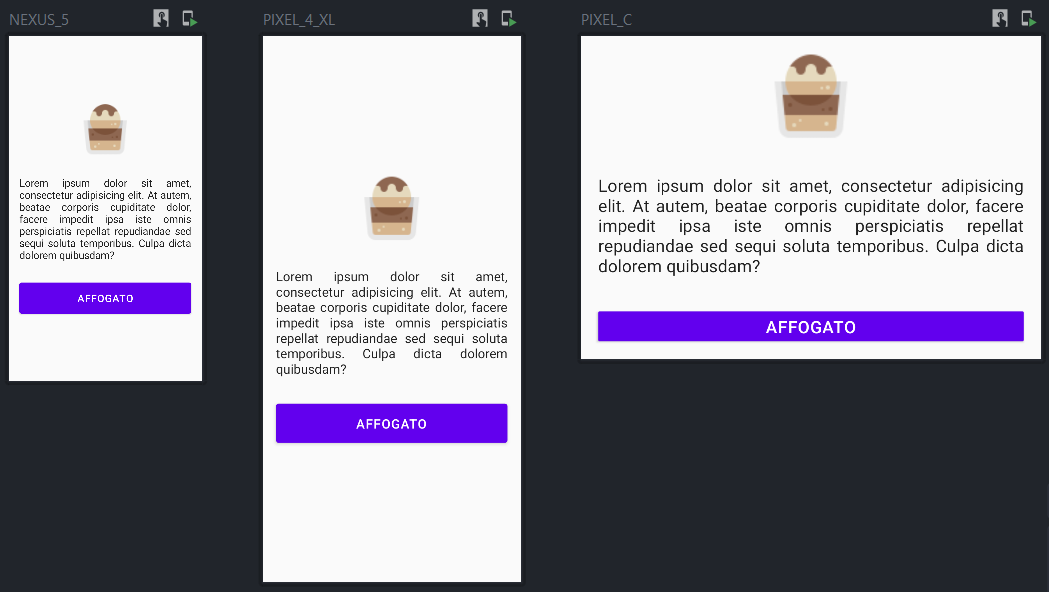 NEXUS_5
Lorem ipsum dolor sit amet,
consectetur adipisicing elit. At autem,
beatae corporis cupiditate dolor,
facere impedit ipsa iste omnis
perspiciatis repellat repudiandae sed
sequi soluta temporibus. Culpa dicta
dolorem quibusdam?
AFFOGATO
PIXEL_4_XL
Lorem ipsum dolor sit amet,
consectetur adipisicing elit. At autem,
beatae corporis cupiditate dolor, facere
impedit ipsa iste omnis perspiciatis
repellat repudiandae sed sequi soluta
temporibus. Culpa dicta dolorem
quibusdam?
AFFOGATO
PIXEL_C
Lorem ipsum dolor sit amet, consectetur adipisicing
elit. At autem, beatae corporis cupiditate dolor, facere
impedit ipsa iste omnis perspiciatis repellat
repudiandae sed sequi soluta temporibus. Culpa dicta
dolorem quibusdam?
AFFOGATO